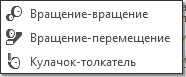 Вращение-вращение
Вращение-перемещение
Кулачок-толкатель